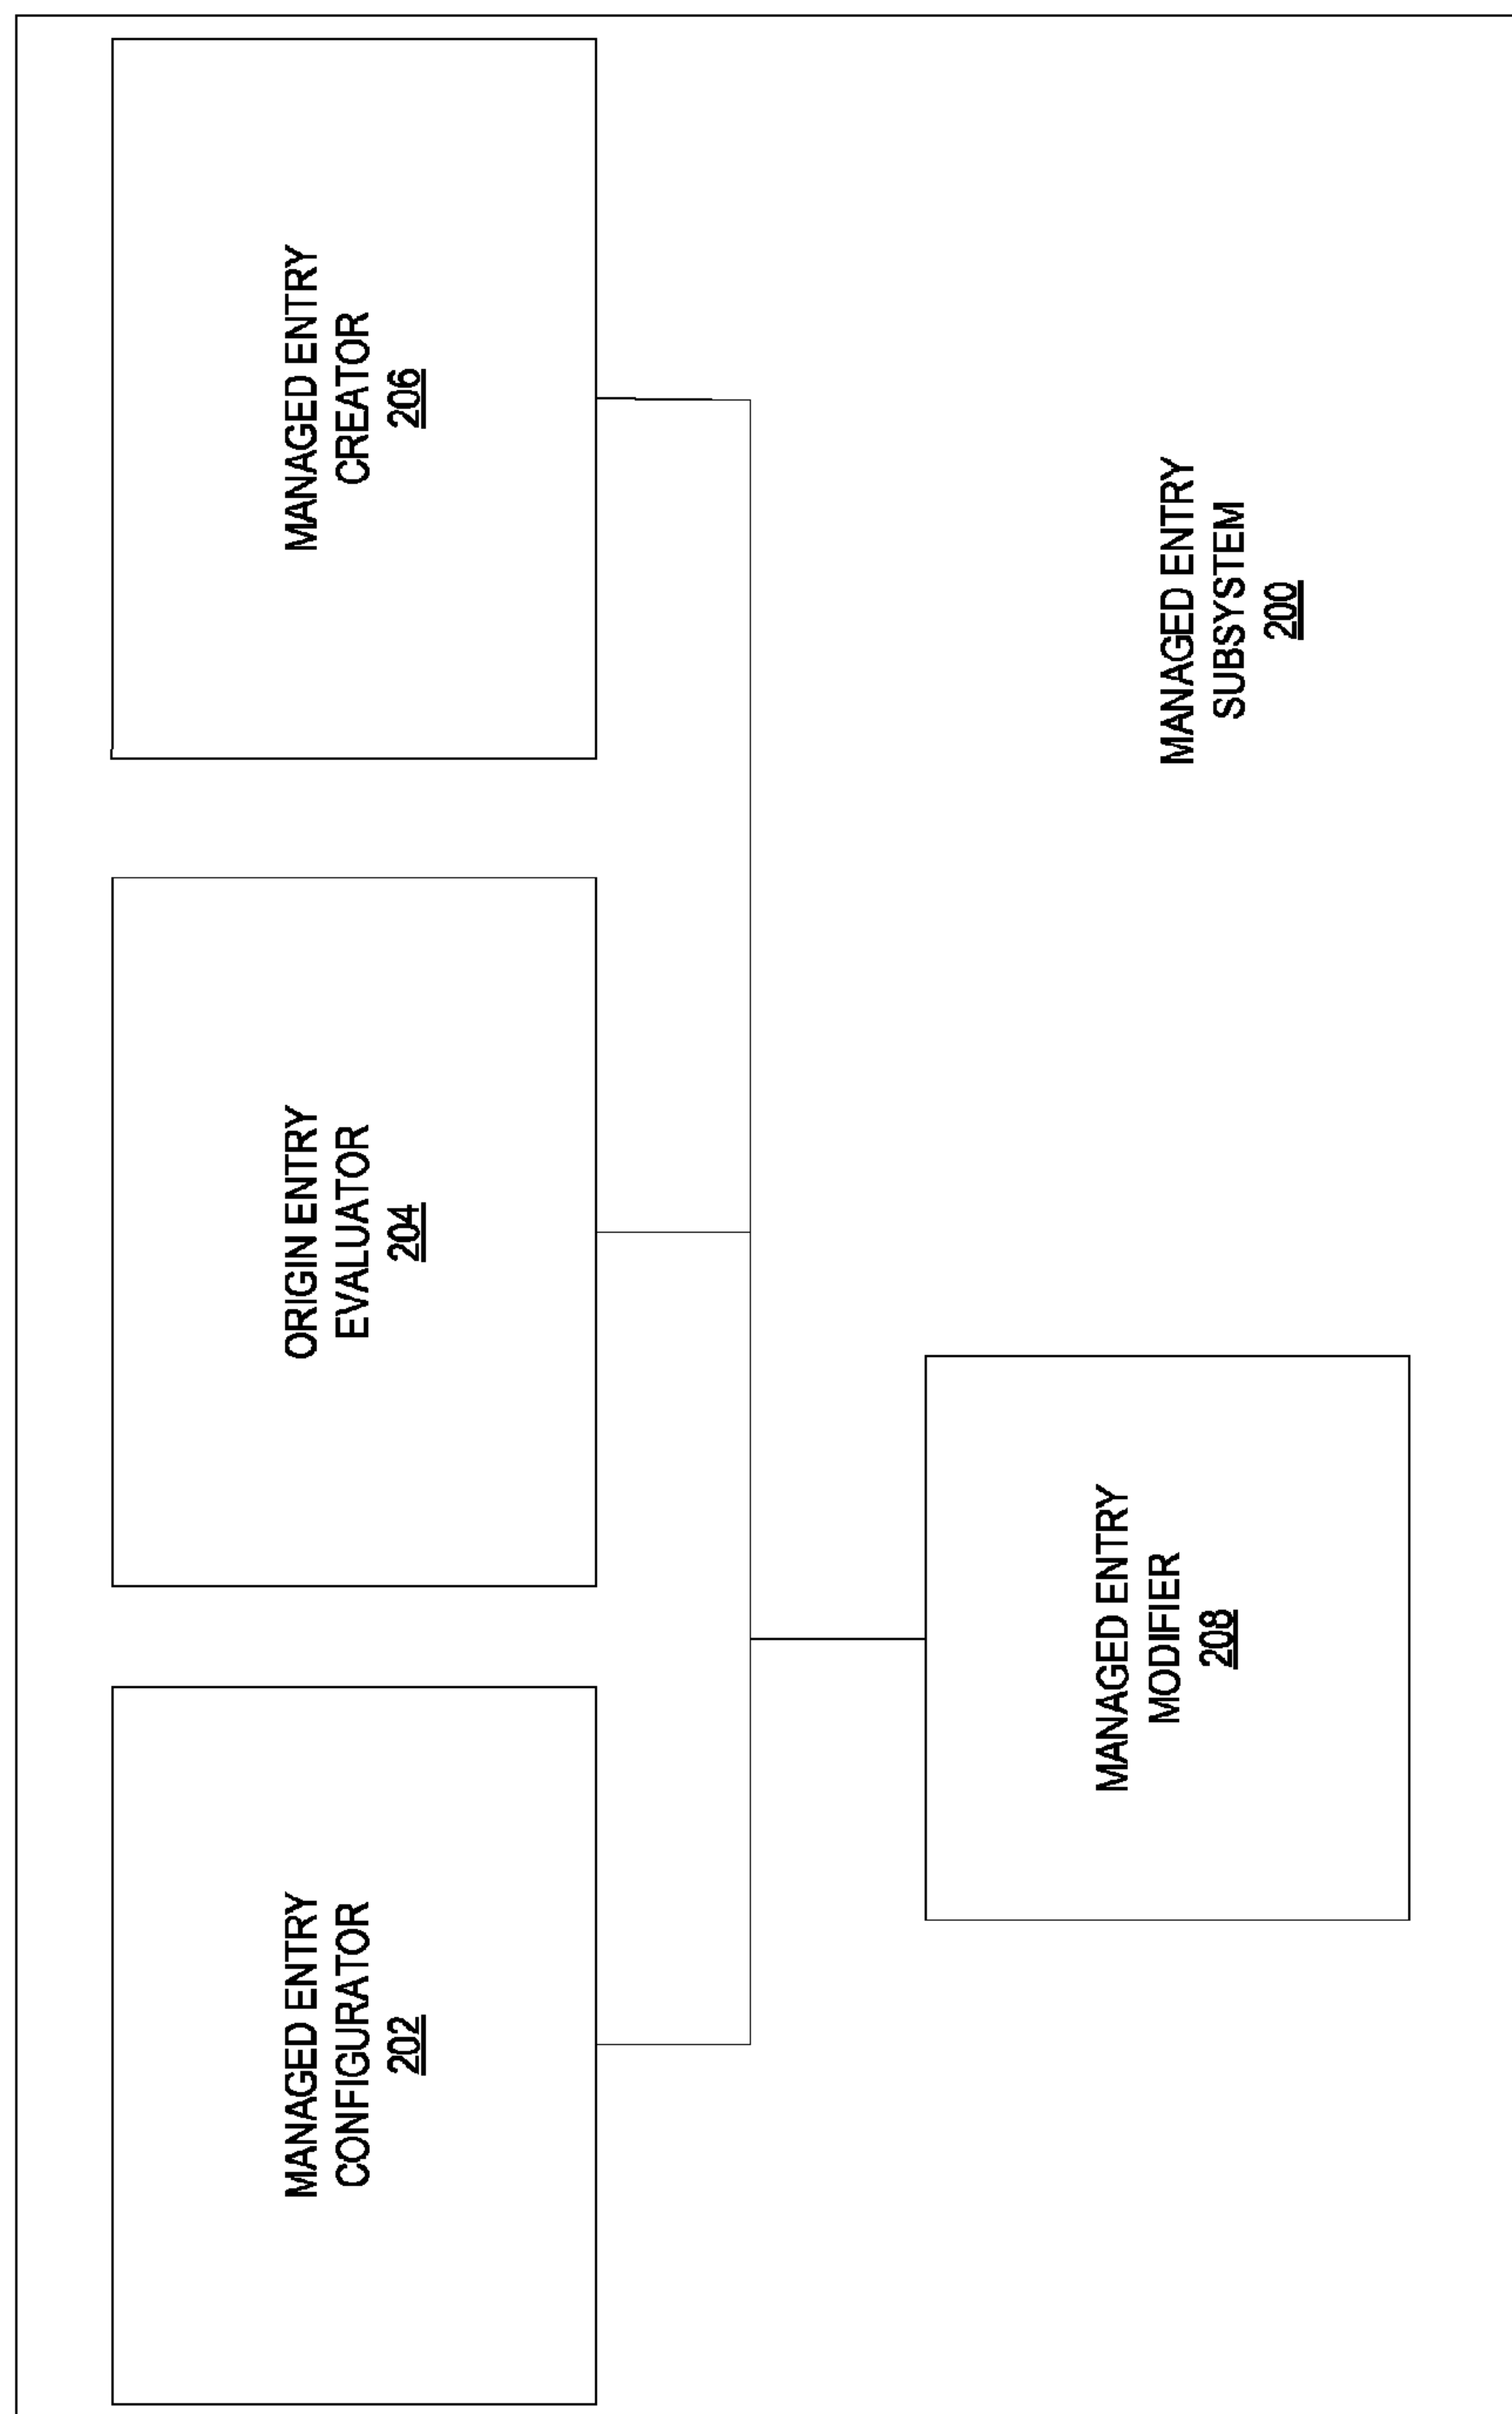 MANAGED ENTRY
CONFIGURATOR
202
ORIGIN ENTRY
EVALUATOR
204
MANAGED ENTRY
CREATOR
206
MANAGED ENTRY
MODIFIER
208
MANAGED ENTRY
SUBSYSTEM
200